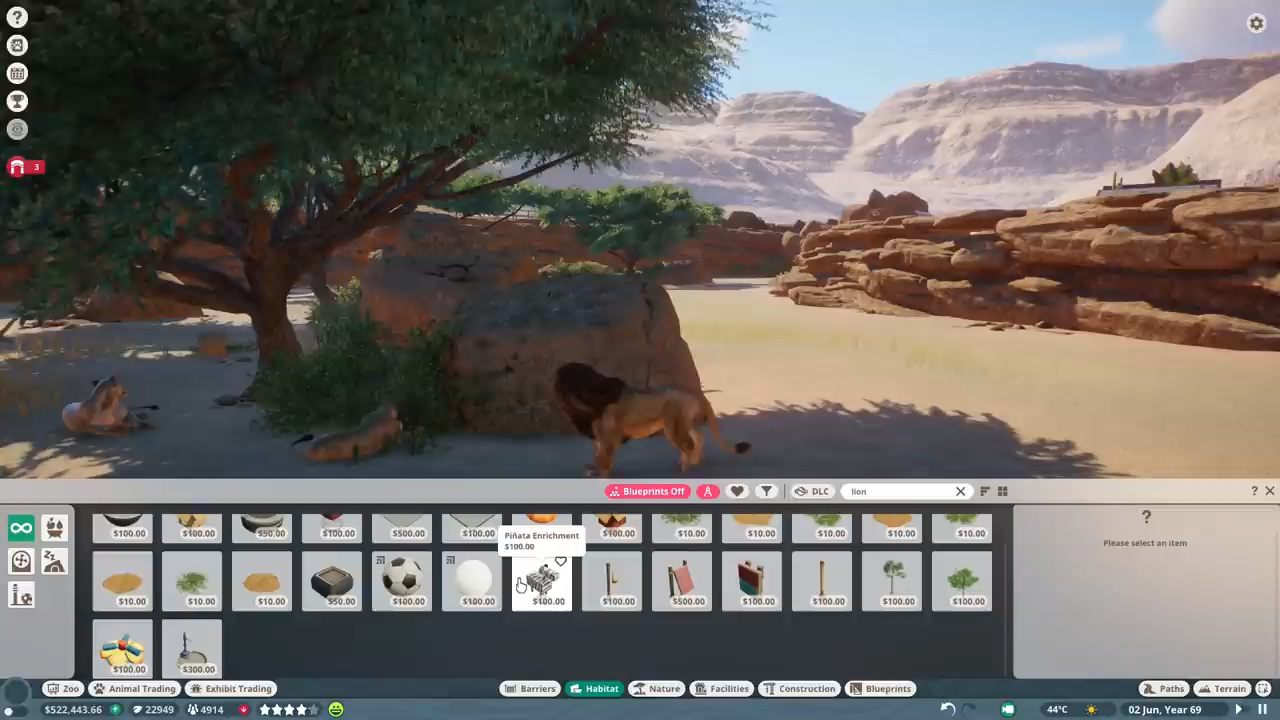 3
Blueprints Off
DLC
lion
?
?
Please select an item
$100.00 $100.00 $50.00 $100.00 $500.00 $100.00 $100.00 $10.00 $10.00 $10.00 $10.00 $10.00
Piñata Enrichment
$100.00
$10.00 $10.00 $10.00 $50.00 $100.00 $100.00 $100.00 $100.00 $500.00 $100.00 $100.00 $100.00 $100.00
$100.00 $300.00
Zoo Animal Trading Exhibit Trading Barriers Habitat Nature Facilities Construction Blueprints Paths Terrain
$522,443.66 22949 4914 44°C 02 Jun, Year 69